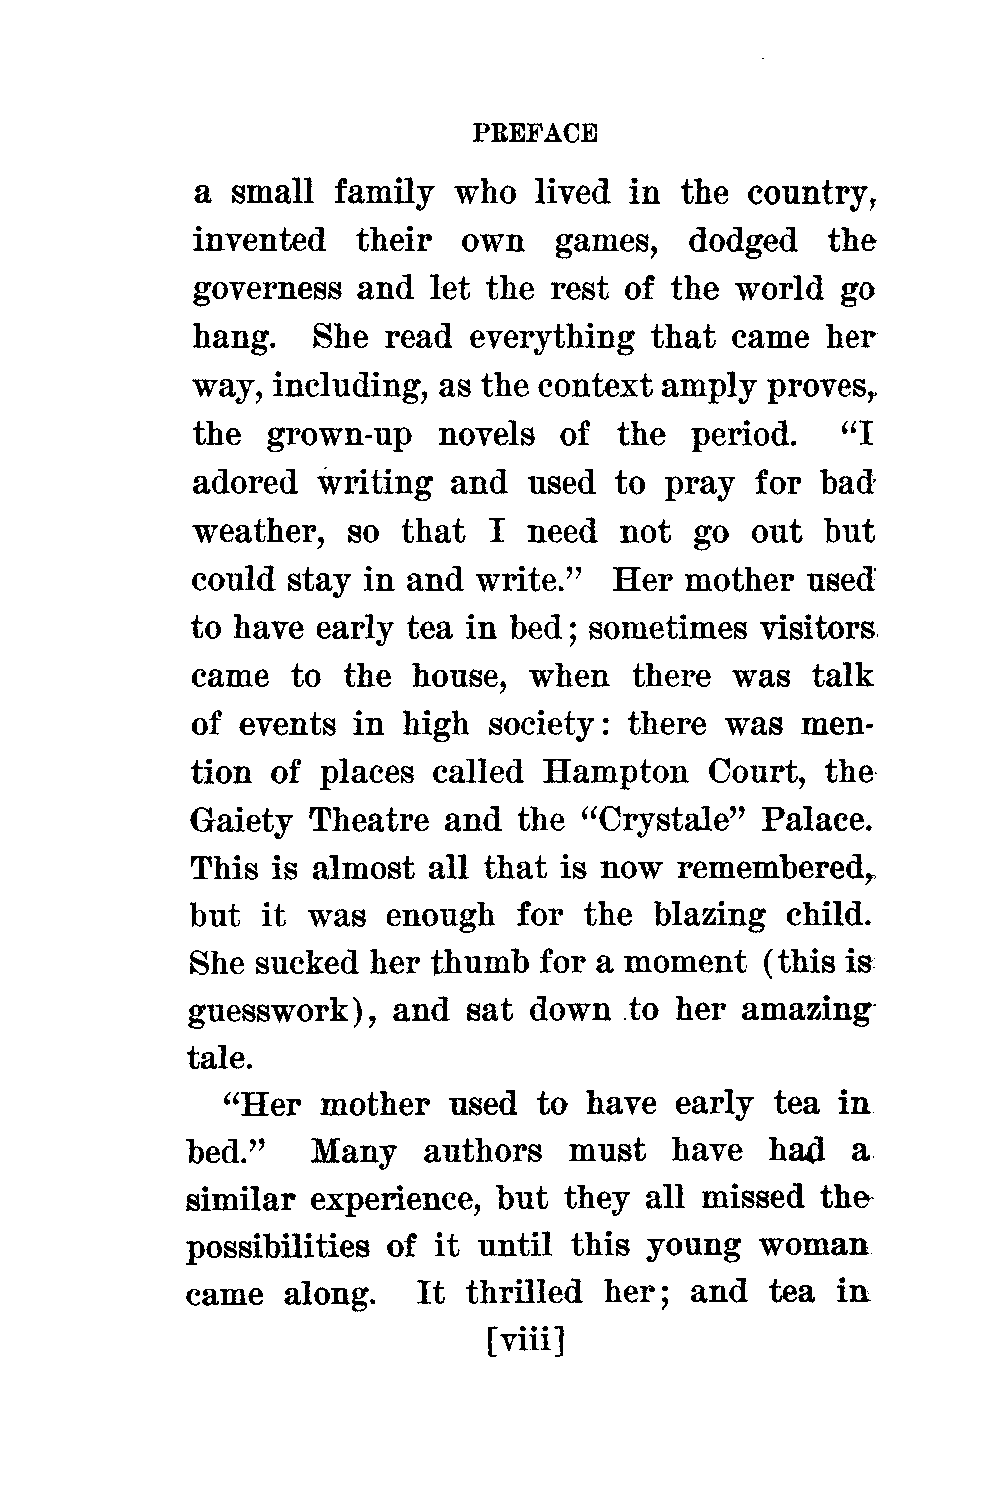 PREFACE
a small family who lived in the country,
invented their own games, dodged the
governess and let the rest of the world go
hang. She read everything that came her
way, including, as the context amply proves,
the grown-up novels of the period. “I
adored writing and used to pray for bad
weather, so that I need not go out but
could stay in and write.” Her mother used
to have early tea in bed; sometimes visitors
came to the house, when there was talk
of events in high society: there was men-
tion of places called Hampton Court, the
Gaiety Theatre and the “Crystale” Palace.
This is almost all that is now remembered,
but it was enough for the blazing child.
She sucked her thumb for a moment (this is
guesswork), and sat down to her amazing
tale.
“Her mother used to have early tea in
bed.” Many authors must have had a
similar experience, but they all missed the
possibilities of it until this young woman
came along. It thrilled her; and tea in
[viii]